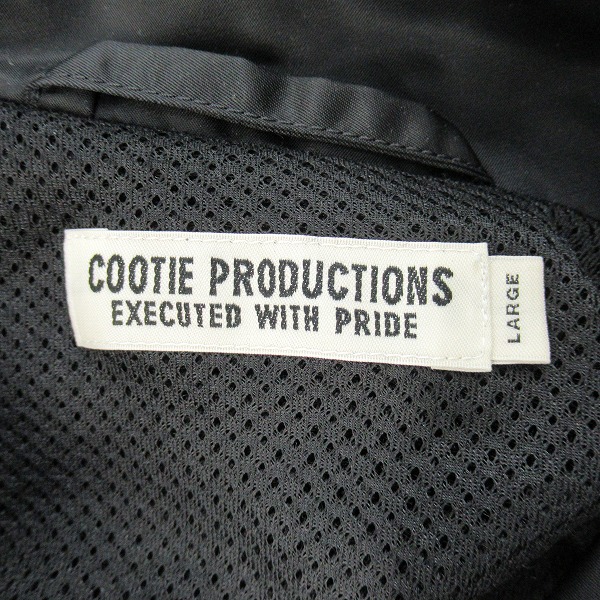 COOTIE PRODUCTIONS
EXECUTED WITH PRIDE
LARGE